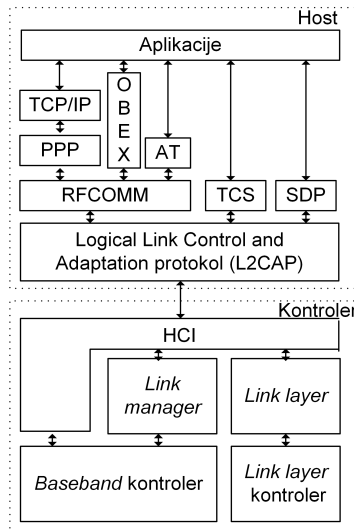 Host
Aplikacije
TCP/IP
O
B
E
X
PPP
AT
RFCOMM
TCS
SDP
Logical Link Control and
Adaptation protokol (L2CAP)
Kontroler
HCI
Link
manager
Link layer
Baseband kontroler
Link layer
kontroler